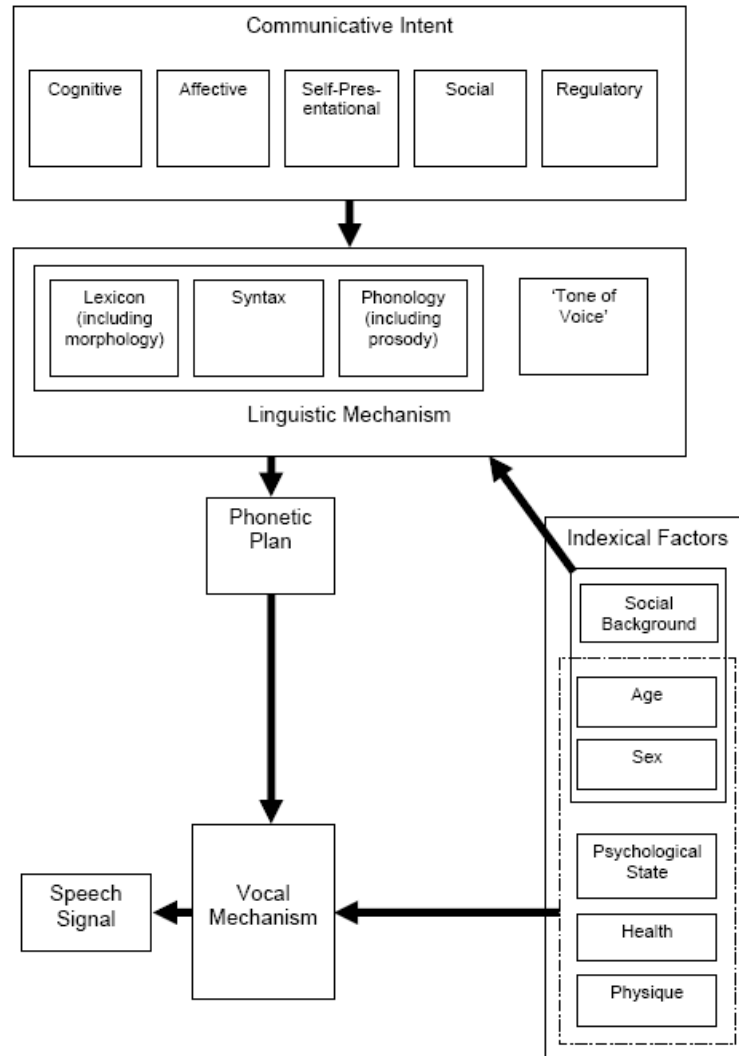 Communicative Intent
Cognitive
Affective
Self-Pres-
entational
Social
Regulatory
Lexicon
(including
morphology)
Syntax
Phonology
(including
prosody)
‘Tone of
Voice’
Linguistic Mechanism
Phonetic
Plan
Indexical Factors
Social
Background
Age
Sex
Psychological
State
Health
Physique
Vocal
Mechanism
Speech
Signal